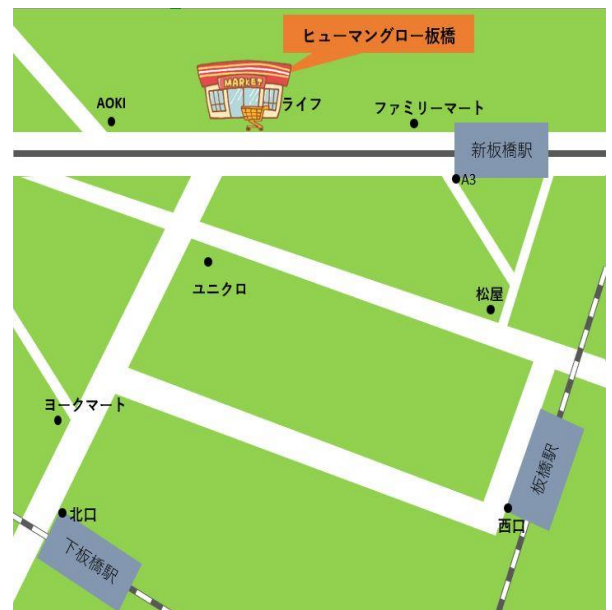 ヒューマングロー板橋
MARKET
AOKI
ライフ
ファミリーマート
新板橋駅
A3
ユニクロ
松屋
ヨークマート
板橋駅
北口
西口
下板橋駅